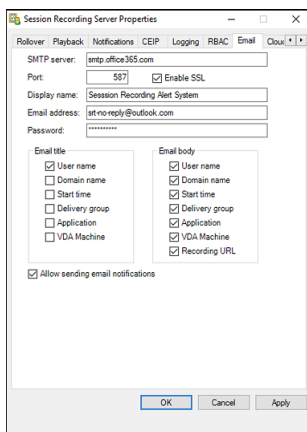 Session Recording Server Properties
Rollover Playback Notifications CEIP Logging RBAC Email Clou
SMTP server: smtp.office365.com
Port: 587 Enable SSL
Display name: Sesssion Recording Alert System
Email address: srt-no-reply@outlook.com
Password: **********
Email title
User name
Domain name
Start time
Delivery group
Application
VDA Machine
Email body
User name
Domain name
Start time
Delivery group
Application
VDA Machine
Recording URL
Allow sending email notifications
OK Cancel Apply